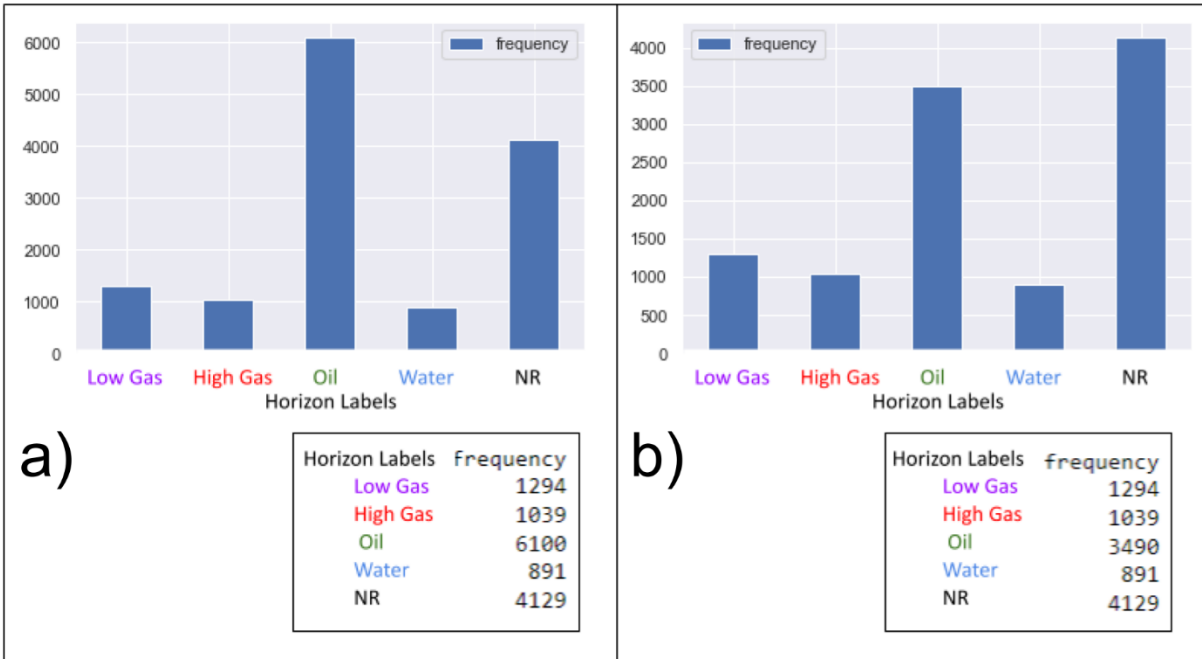 6000
5000
4000
3000
2000
1000
0
frequency
Low Gas High Gas Oil Water NR
Horizon Labels
a)
Horizon Labels frequency
Low Gas 1294
High Gas 1039
Oil 6100
Water 891
NR 4129
4000
3500
3000
2500
2000
1500
1000
500
0
frequency
Low Gas High Gas Oil Water NR
Horizon Labels
b)
Horizon Labels frequency
Low Gas 1294
High Gas 1039
Oil 3490
Water 891
NR 4129